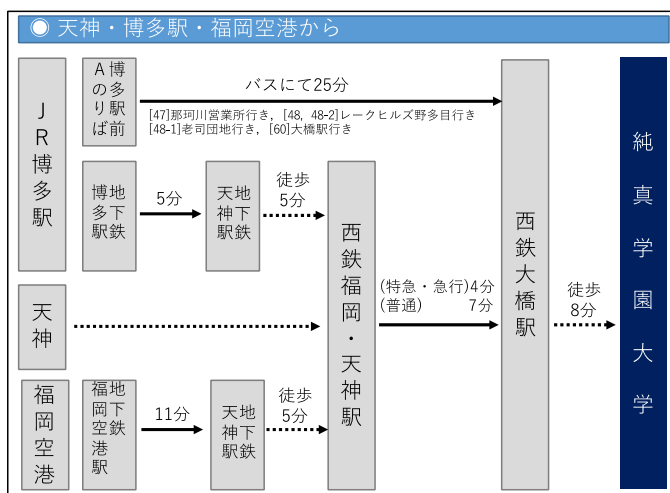 ◉ 天神・博多駅・福岡空港から
JR博多駅
博多駅前
Aのりば
バスにて25分
[47]那珂川営業所行き, [48, 48-2]レークヒルズ野多目行き
[48-1]老司団地行き, [60]大橋駅行き
地下鉄
博多駅
5分
地下鉄
天神駅
徒歩
5分
西鉄福岡・天神駅
天神
(特急・急行)4分
(普通) 7分
西鉄大橋駅
徒歩
8分
純真学園大学
福岡空港
地下鉄
福岡空港駅
11分
地下鉄
天神駅
徒歩
5分